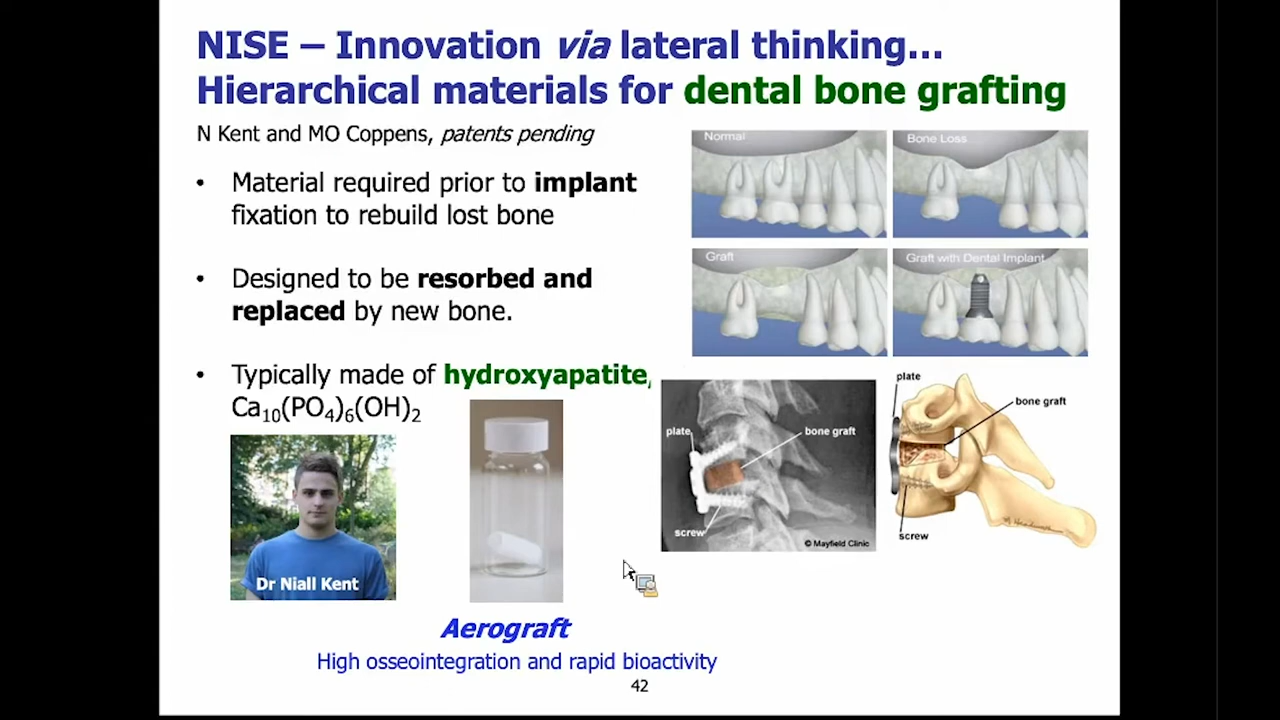 NISE – Innovation via lateral thinking…
Hierarchical materials for dental bone grafting
N Kent and MO Coppens, patents pending
• Material required prior to implant
fixation to rebuild lost bone
• Designed to be resorbed and
replaced by new bone.
• Typically made of hydroxyapatite,
Ca10(PO4)6(OH)2
Normal
Bone Loss
Graft
Graft with Dental Implant
plate
bone graft
screw
© Mayfield Clinic
plate
bone graft
screw
Dr Niall Kent
Aerograft
High osseointegration and rapid bioactivity
42